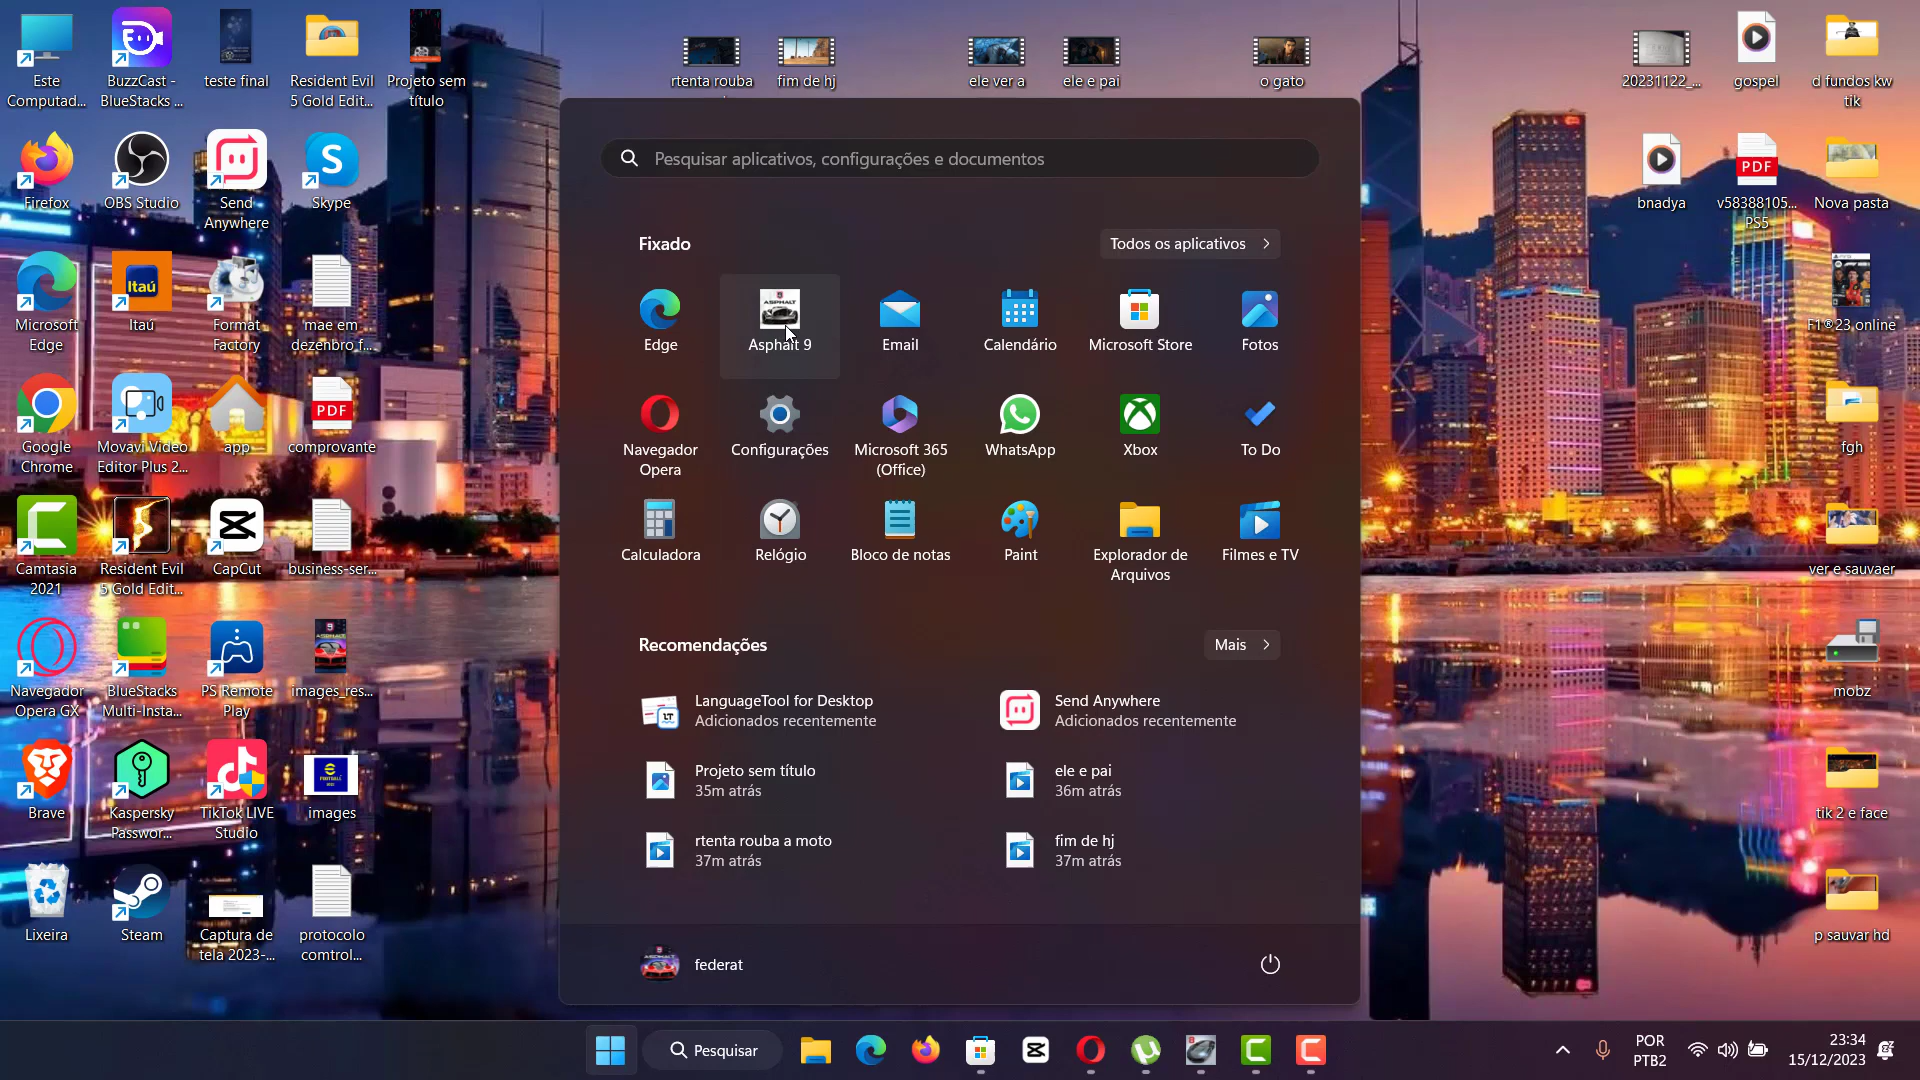 Este
Computad...
BuzzCast -
BlueStacks ...
teste final
Resident Evil
5 Gold Edit...
Projeto sem
título
rtenta rouba
fim de hj
ele ver a
ele e pai
o gato
20231122_...
gospel
d fundos kw
tik
Firefox
OBS Studio
Send
Anywhere
Skype
bnadya
PDF
v58388105...
PS5
Nova pasta
Microsoft
Edge
Itaú
Itaú
Format
Factory
mae em
dezenbro f...
F1®23 online
Google
Chrome
Movavi Video
Editor Plus 2...
app
PDF
comprovante
fgh
Camtasia
2021
Resident Evil
5 Gold Edit...
CapCut
business-ser...
ver e sauvaer
Navegador
Opera GX
BlueStacks
Multi-Insta...
PS Remote
Play
images_res...
mobz
Brave
Kaspersky
Passwor...
TikTok LIVE
Studio
images
tik 2 e face
Lixeira
Steam
Captura de
tela 2023-...
protocolo
comtrol...
p sauvar hd
Pesquisar aplicativos, configurações e documentos
Fixado
Todos os aplicativos
Edge
ASPHALT
Asphalt 9
Email
Calendário
Microsoft Store
Fotos
Navegador
Opera
Configurações
Microsoft 365
(Office)
WhatsApp
Xbox
To Do
Calculadora
Relógio
Bloco de notas
Paint
Explorador de
Arquivos
Filmes e TV
Recomendações
Mais
LT
LanguageTool for Desktop
Adicionados recentemente
Send Anywhere
Adicionados recentemente
Projeto sem título
35m atrás
ele e pai
36m atrás
rtenta rouba a moto
37m atrás
fim de hj
37m atrás
federat
Pesquisar
POR
PTB2
23:34
15/12/2023